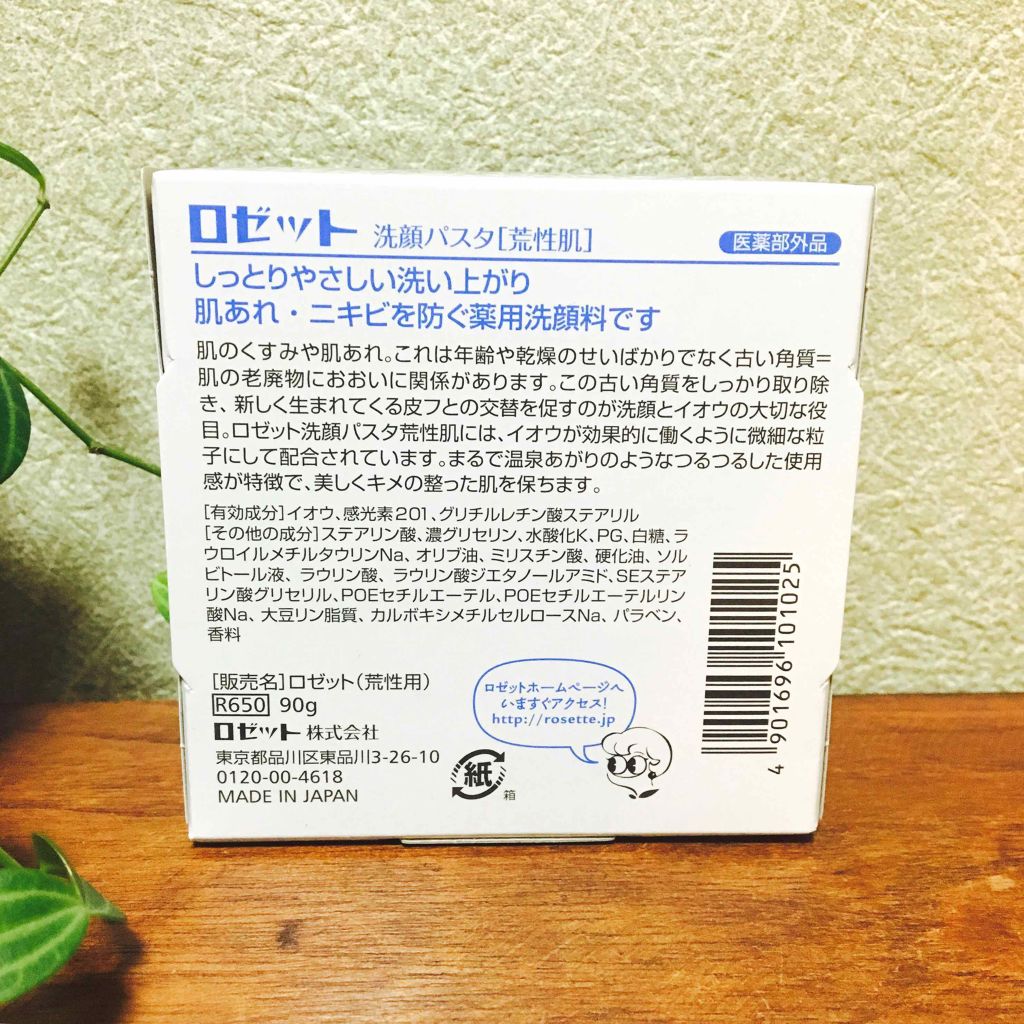 ロゼット 洗顔パスタ[荒性肌] 医薬部外品
しっとりやさしい洗い上がり
肌あれ・ニキビを防ぐ薬用洗顔料です
肌のくすみや肌あれ。これは年齢や乾燥のせいばかりでなく古い角質=
肌の老廃物におおいに関係があります。この古い角質をしっかり取り除
き、新しく生まれてくる皮フとの交替を促すのが洗顔とイオウの大切な役
目。ロゼット洗顔パスタ荒性肌には、イオウが効果的に働くように微細な粒
子にして配合されています。まるで温泉あがりのようなつるつるした使用
感が特徴で、美しくキメの整った肌を保ちます。
[有効成分]イオウ、感光素201、グリチルレチン酸ステアリル
[その他の成分]ステアリン酸、濃グリセリン、水酸化K、PG、白糖、ラ
ウロイルメチルタウリンNa、オリブ油、ミリスチン酸、硬化油、ソル
ビトール液、ラウリン酸、ラウリン酸ジエタノールアミド、SEステア
リン酸グリセリル、POEセチルエーテル、POEセチルエーテルリン
酸Na、大豆リン脂質、カルボキシメチルセルロースNa、パラベン、
香料
[販売名]ロゼット(荒性用)
R650 90g
ロゼット株式会社
東京都品川区東品川3-26-10
0120-00-4618
MADE IN JAPAN
紙
箱
ロゼットホームページへ
いますぐアクセス!
http://rosette.jp
4 901696 101025